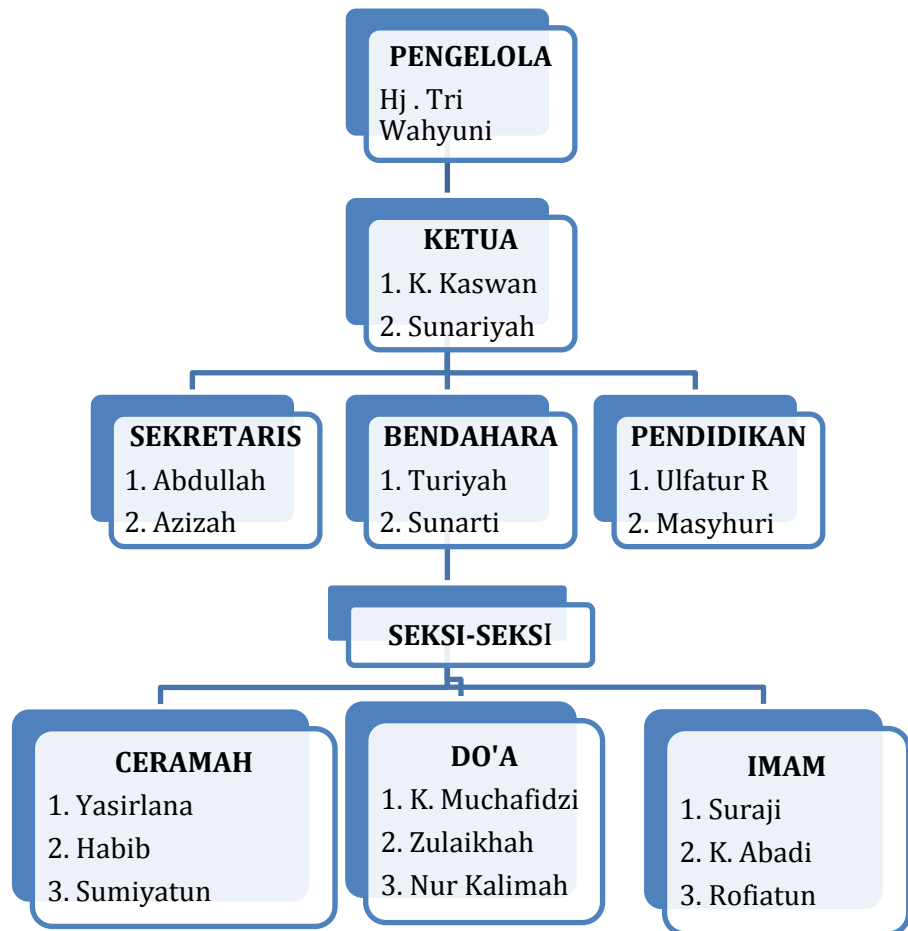 PENGELOLA
Hj . Tri
Wahyuni
KETUA
1. K. Kaswan
2. Sunariyah
SEKRETARIS
1. Abdullah
2. Azizah
BENDAHARA
1. Turiyah
2. Sunarti
PENDIDIKAN
1. Ulfatur R
2. Masyhuri
SEKSI-SEKSI
CERAMAH
1. Yasirlana
2. Habib
3. Sumiyatun
DO'A
1. K. Muchafidzi
2. Zulaikhah
3. Nur Kalimah
IMAM
1. Suraji
2. K. Abadi
3. Rofiatun